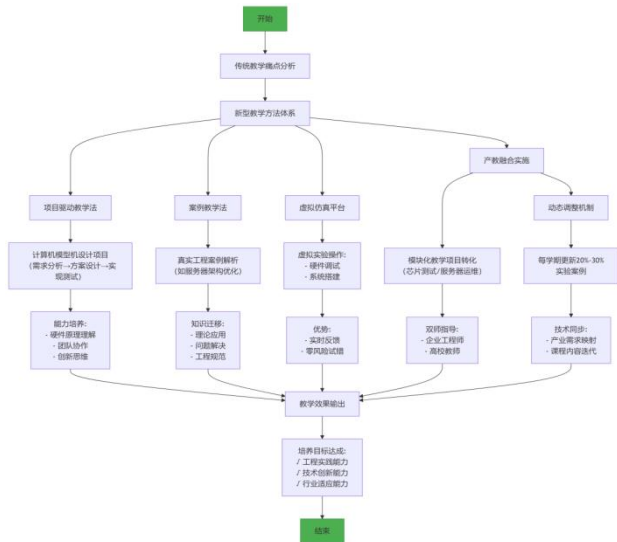 开始
传统教学痛点分析
新型教学方法体系
产教融合实施
项目驱动教学法
案例教学法
虚拟仿真平台
模块化教学项目转化
(芯片测试/服务器运维)
动态调整机制
计算机模型机设计项目
(需求分析→方案设计→实
现测试)
真实工程案例解析
(如服务器架构优化)
虚拟实验操作:
- 硬件调试
- 系统搭建
每学期更新20%-30%
实验案例
能力培养:
- 硬件原理理解
- 团队协作
- 创新思维
知识迁移:
- 理论应用
- 问题解决
- 工程规范
优势:
- 实时反馈
- 零风险试错
双师指导:
- 企业工程师
- 高校教师
技术同步:
- 产业需求映射
- 课程内容迭代
教学效果输出
培养目标达成:
√ 工程实践能力
√ 技术创新能力
√ 行业适应能力
结束